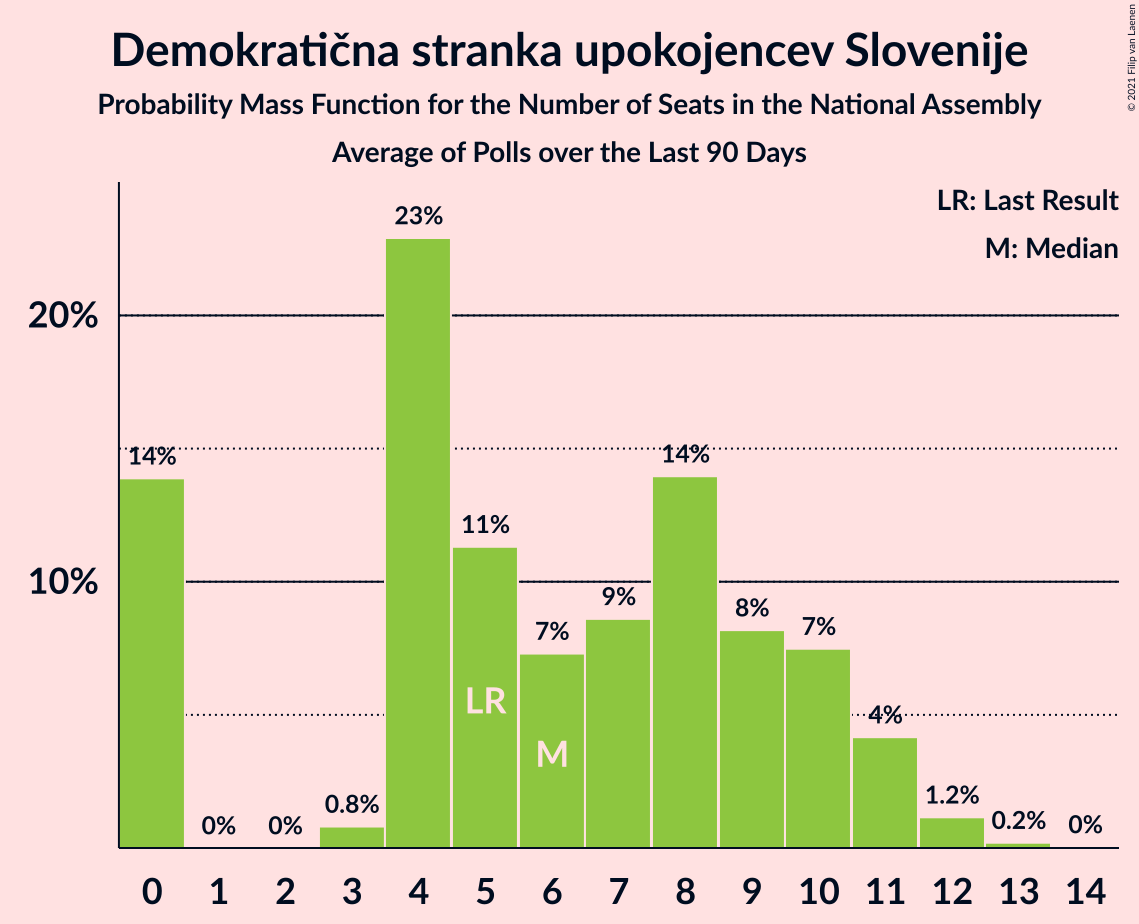 Demokratična stranka upokojencev Slovenije
Probability Mass Function for the Number of Seats in the National Assembly
Average of Polls over the Last 90 Days
© 2021 Filip van Laenen
LR: Last Result
M: Median
20%
10%
14%
0%
0%
0.8%
23%
11%
7%
9%
14%
8%
7%
4%
1.2%
0.2%
0%
LR
M
0 1 2 3 4 5 6 7 8 9 10 11 12 13 14